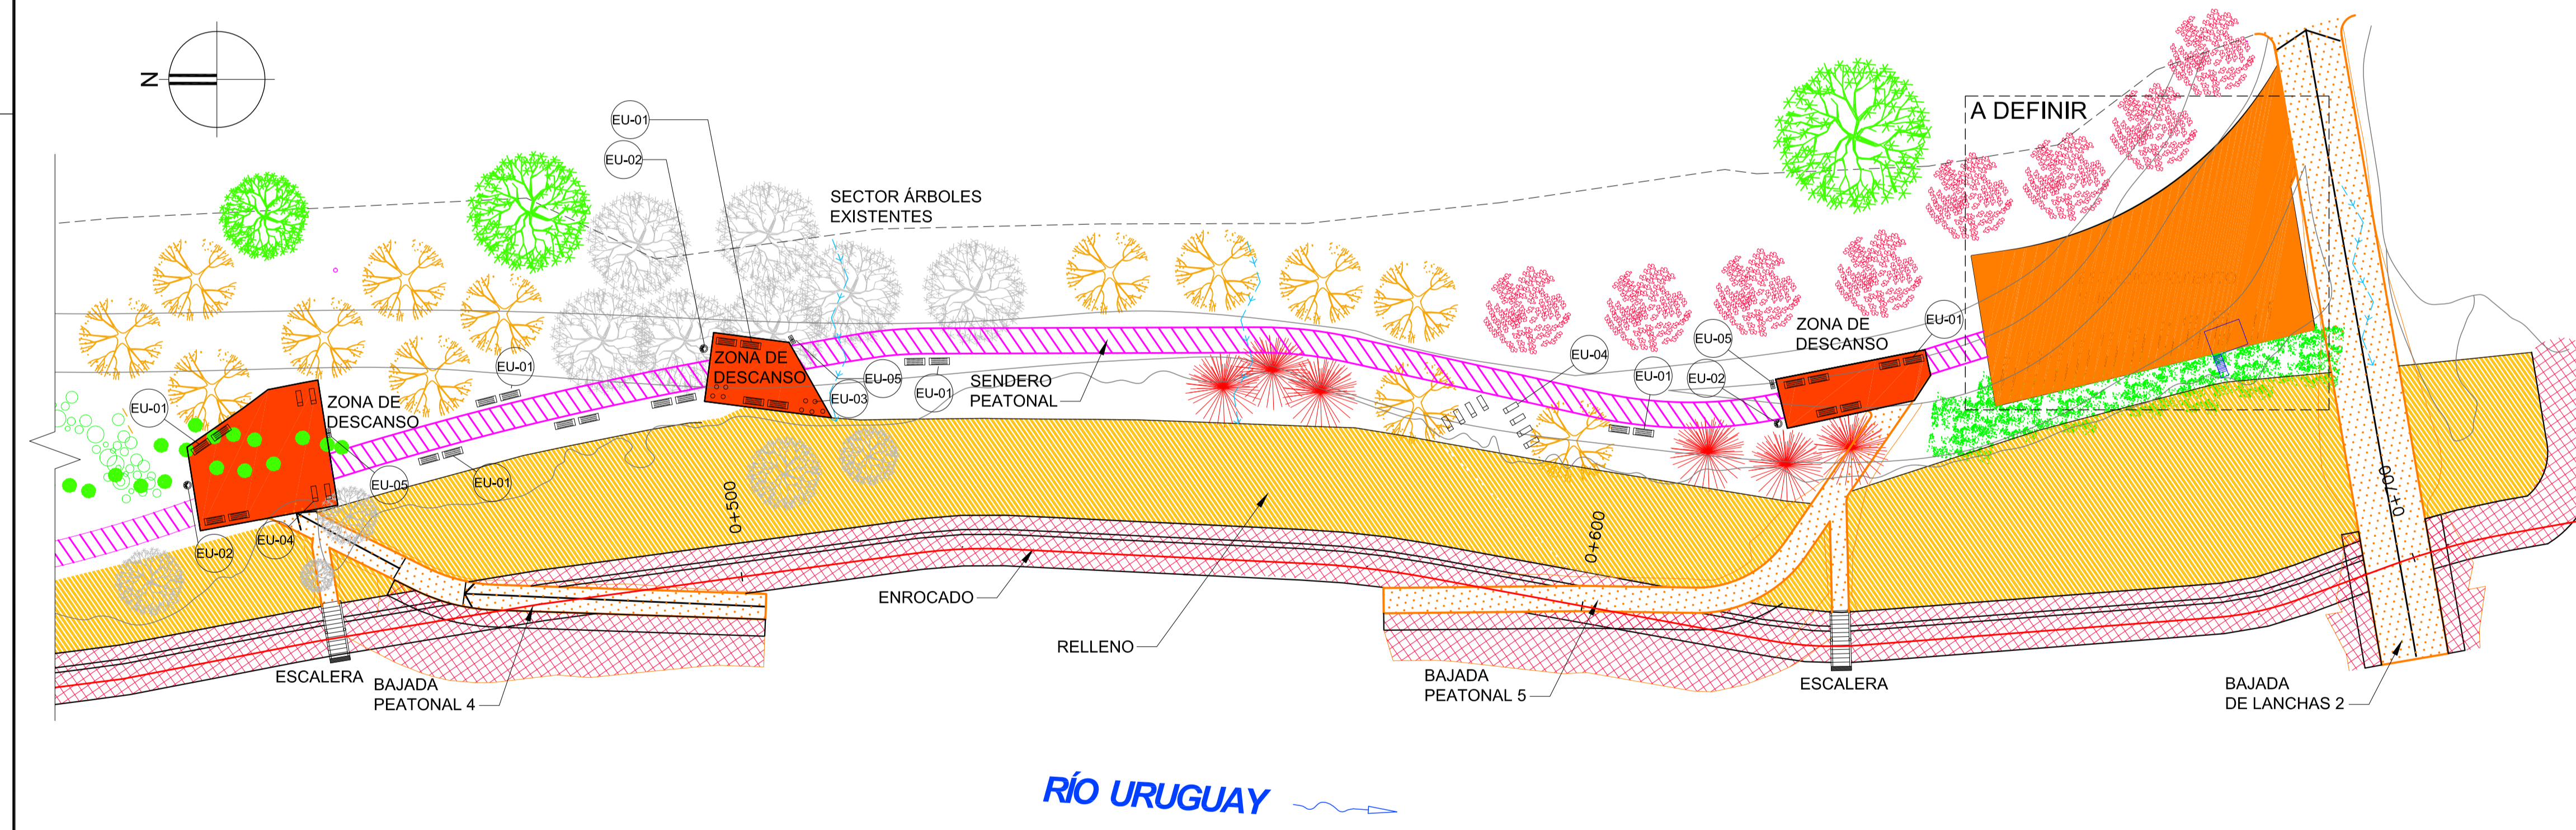 N
EU-01
EU-02
SECTOR ÁRBOLES
EXISTENTES
A DEFINIR
EU-01
EU-01
ZONA DE
DESCANSO
ZONA DE
DESCANSO
EU-05
EU-03
EU-01
SENDERO
PEATONAL
EU-04
EU-01
EU-05
EU-02
ZONA DE
DESCANSO
EU-01
EU-05
EU-01
EU-02
EU-04
0+500
0+600
0+700
ENROCADO
RELLENO
ESCALERA
BAJADA
PEATONAL 4
BAJADA
PEATONAL 5
ESCALERA
BAJADA
DE LANCHAS 2
RÍO URUGUAY